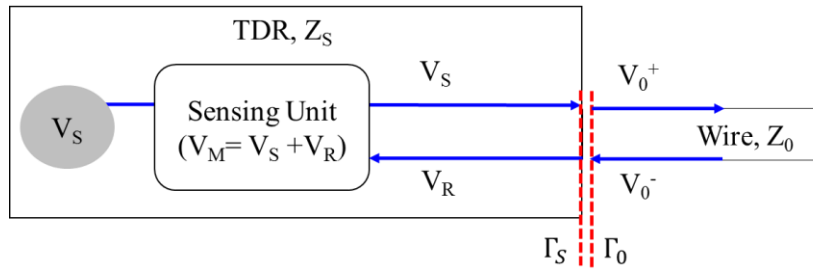 TDR, Z_S
V_S
Sensing Unit
(V_M= V_S +V_R)
V_S
V_R
V_0^+
Wire, Z_0
V_0^-
Γ_S
Γ_0